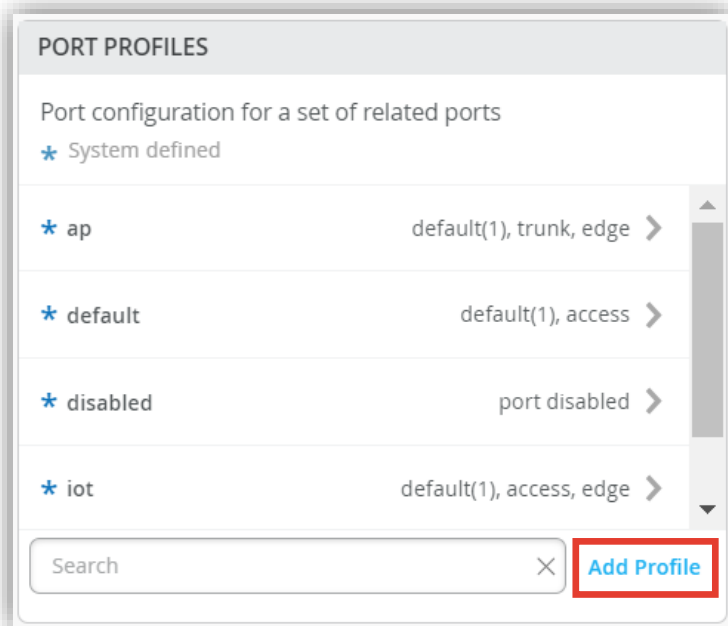 PORT PROFILES
Port configuration for a set of related ports
* System defined
* ap default(1), trunk, edge
* default default(1), access
* disabled port disabled
* iot default(1), access, edge
Search Add Profile